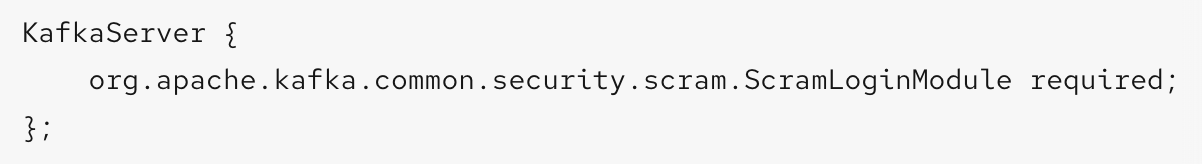 KafkaServer {
    org.apache.kafka.common.security.scram.ScramLoginModule required;
};